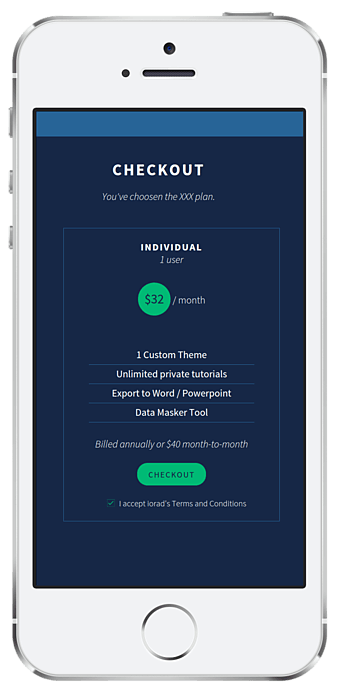 CHECKOUT
You've choosen the XXX plan.
INDIVIDUAL
1 user
$32 / month
1 Custom Theme
Unlimited private tutorials
Export to Word / Powerpoint
Data Masker Tool
Billed annually or $40 month-to-month
CHECKOUT
I accept iorad's Terms and Conditions